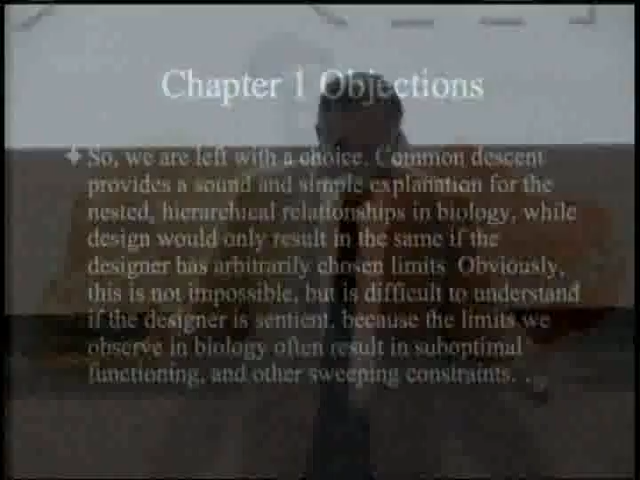 Chapter 1 Objections
So, we are left with a choice. Common descent
provides a sound and simple explanation for the
nested, hierarchical relationships in biology, while
design would only result in the same if the
designer has arbitrarily chosen limits. Obviously,
this is not impossible, but is difficult to understand
if the designer is sentient, because the limits we
observe in biology often result in suboptimal
functioning, and other sweeping constraints. . .